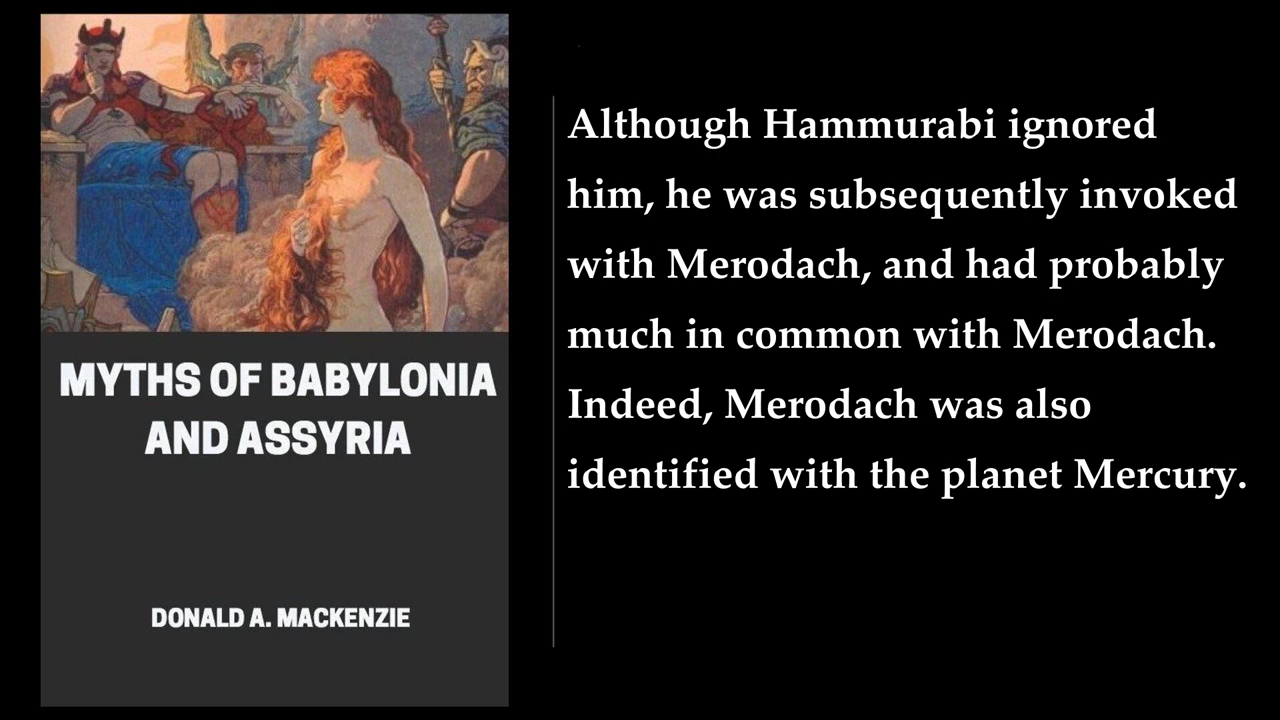 MYTHS OF BABYLONIA
AND ASSYRIA
DONALD A. MACKENZIE
Although Hammurabi ignored
him, he was subsequently invoked
with Merodach, and had probably
much in common with Merodach.
Indeed, Merodach was also
identified with the planet Mercury.